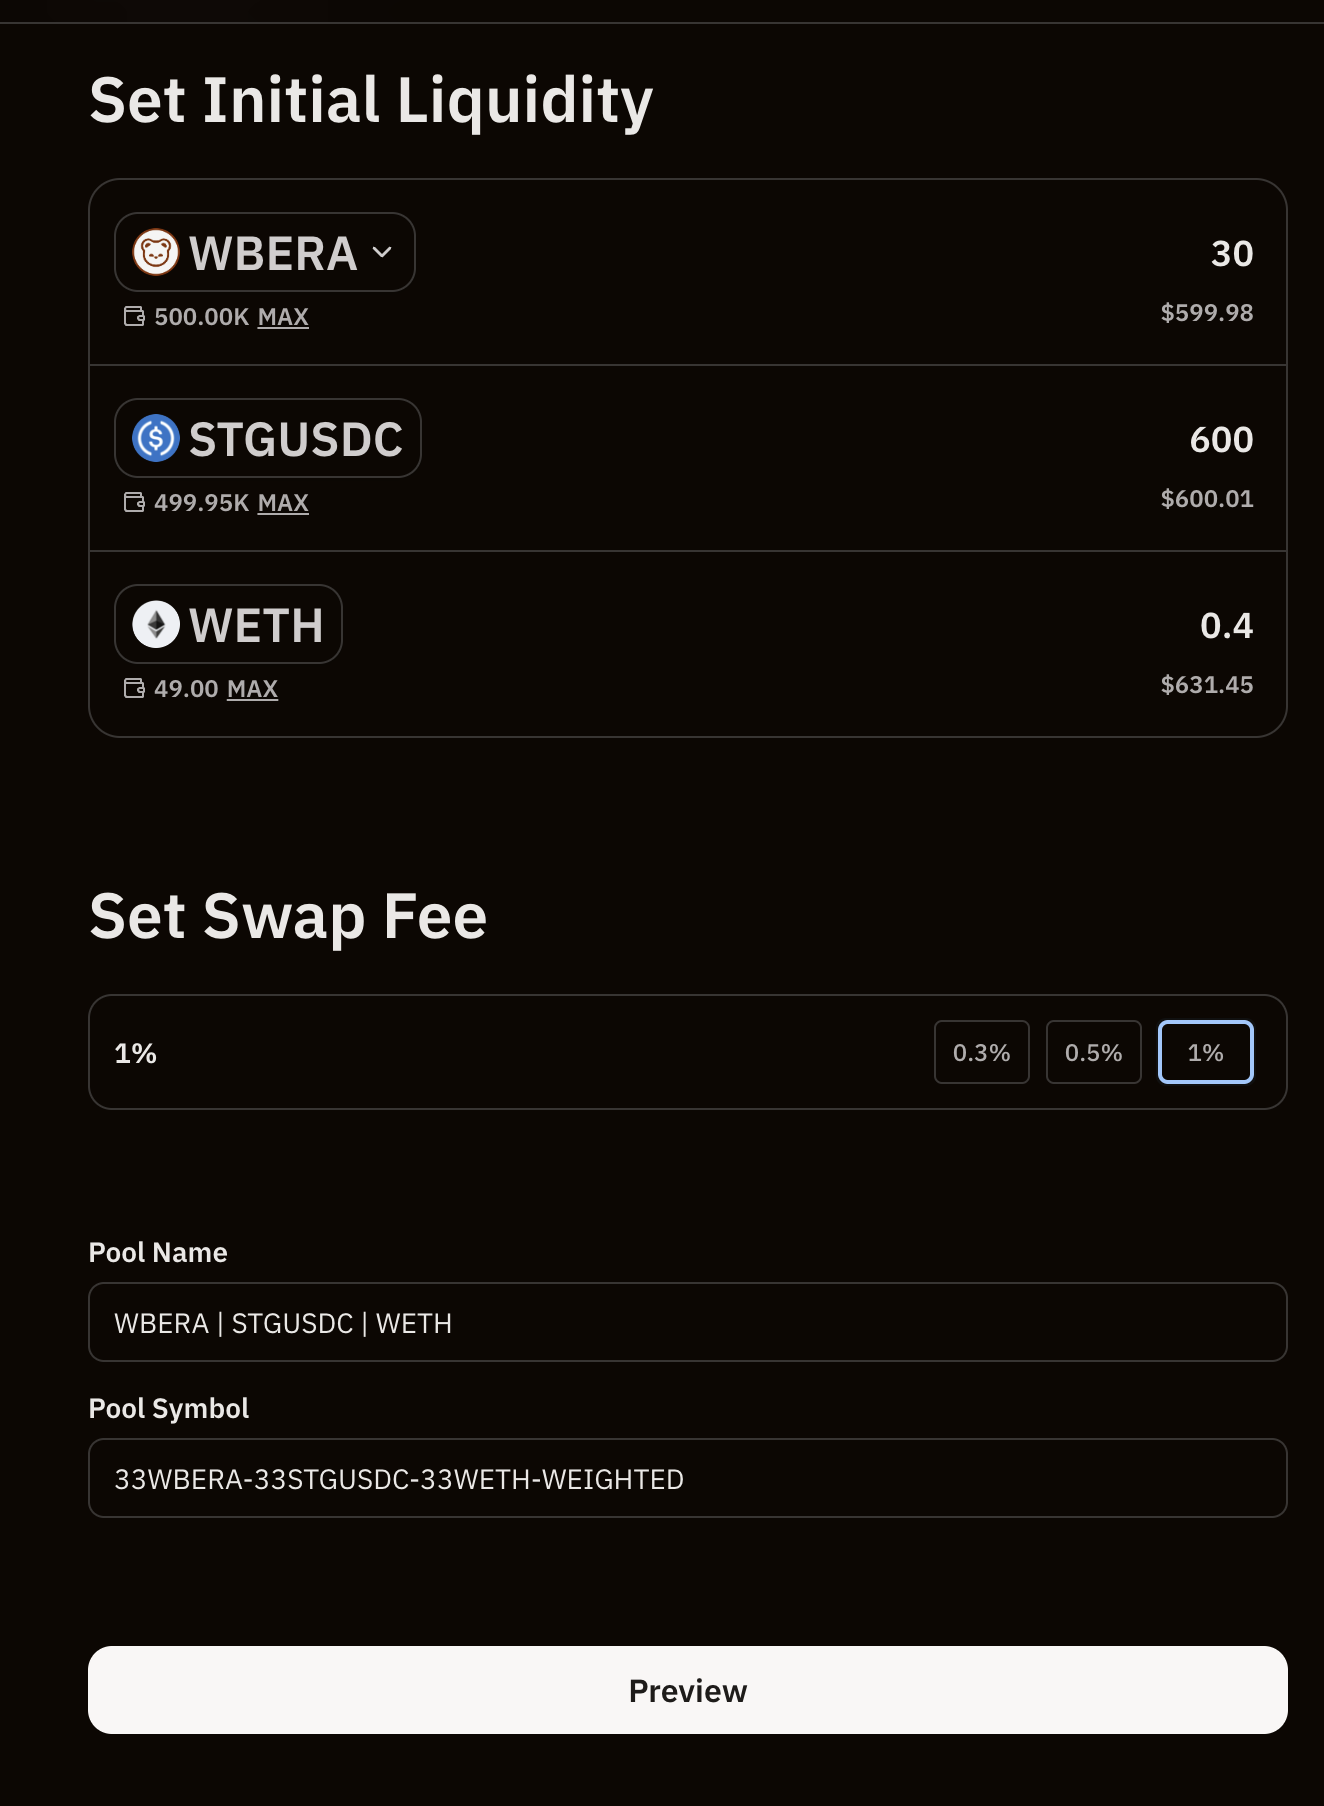 Set Initial Liquidity
WBERA 30
500.00K MAX $599.98
STGUSDC 600
499.95K MAX $600.01
WETH 0.4
49.00 MAX $631.45
Set Swap Fee
1% 0.3% 0.5% 1%
Pool Name
WBERA | STGUSDC | WETH
Pool Symbol
33WBERA-33STGUSDC-33WETH-WEIGHTED
Preview